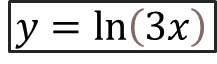 y = ln(3x)